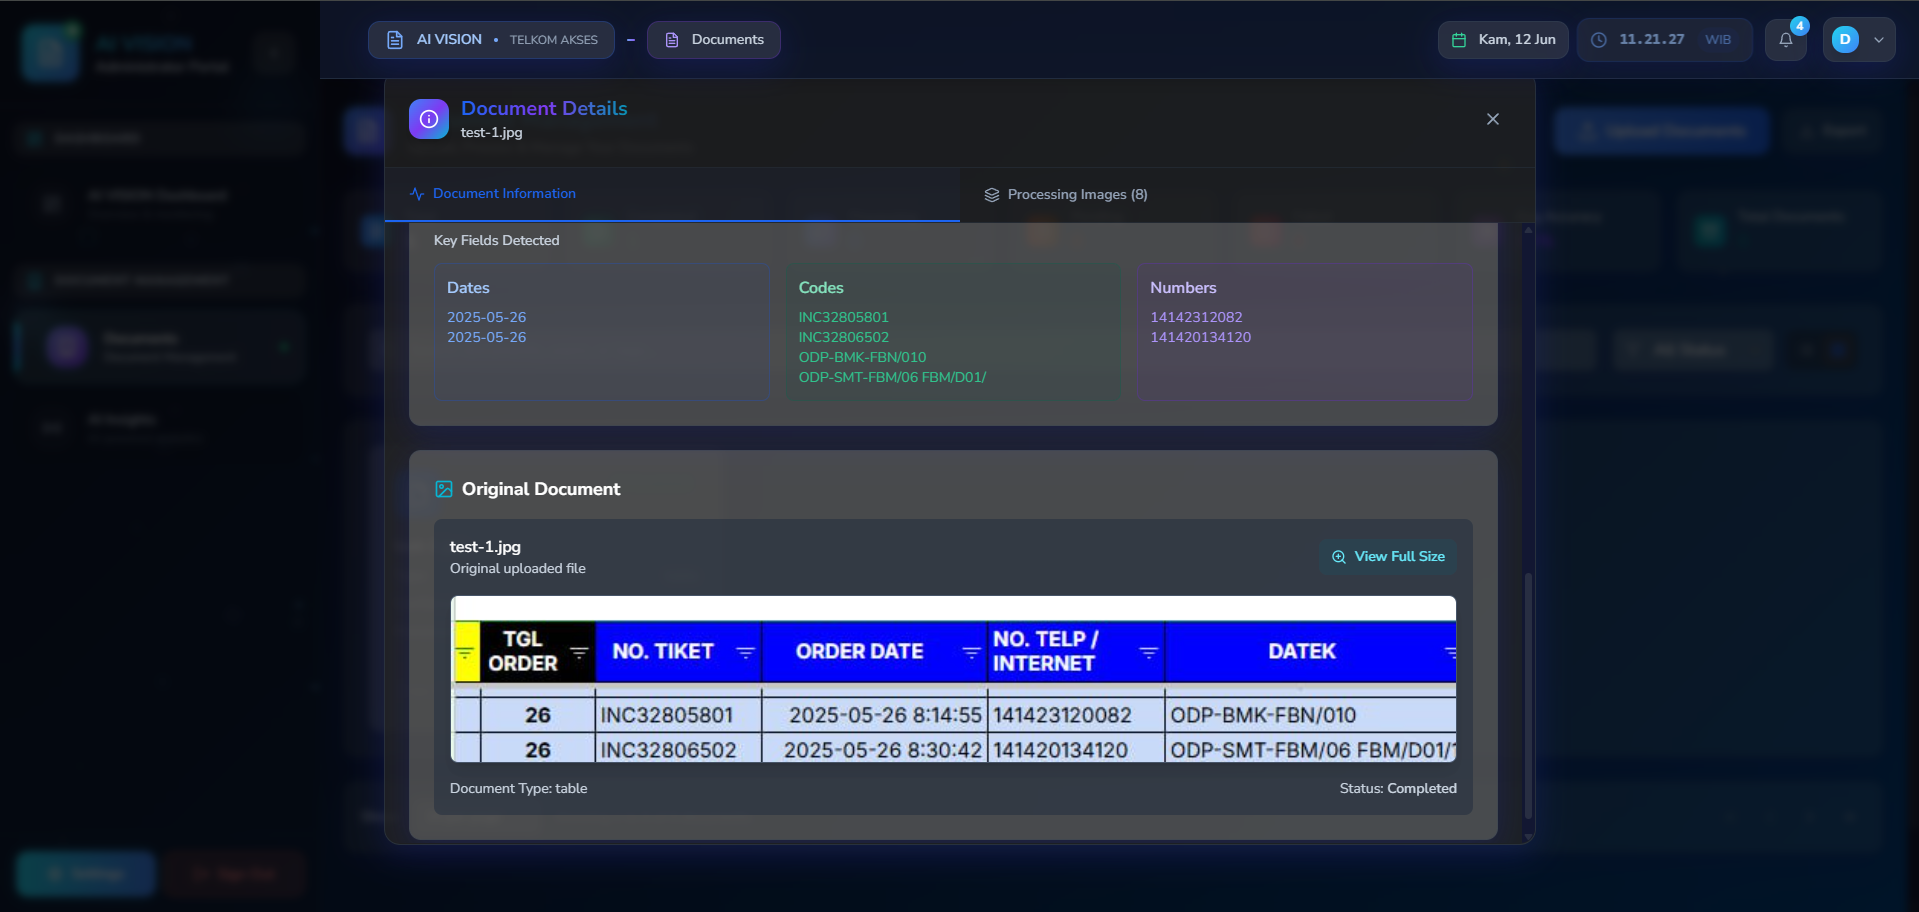 AI VISION • TELKOM AKSES – Documents
Kam, 12 Jun
11.21.27 WIB
4
D
Document Details
test-1.jpg
Document Information
Processing Images (8)
Key Fields Detected
Dates
2025-05-26
2025-05-26
Codes
INC32805801
INC32806502
ODP-BMK-FBN/010
ODP-SMT-FBM/06 FBM/D01/
Numbers
14142312082
141420134120
Original Document
test-1.jpg
Original uploaded file
View Full Size
TGL ORDER NO. TIKET ORDER DATE NO. TELP / INTERNET DATEK
26 INC32805801 2025-05-26 8:14:55 141423120082 ODP-BMK-FBN/010
26 INC32806502 2025-05-26 8:30:42 141420134120 ODP-SMT-FBM/06 FBM/D01/
Document Type: table
Status: Completed